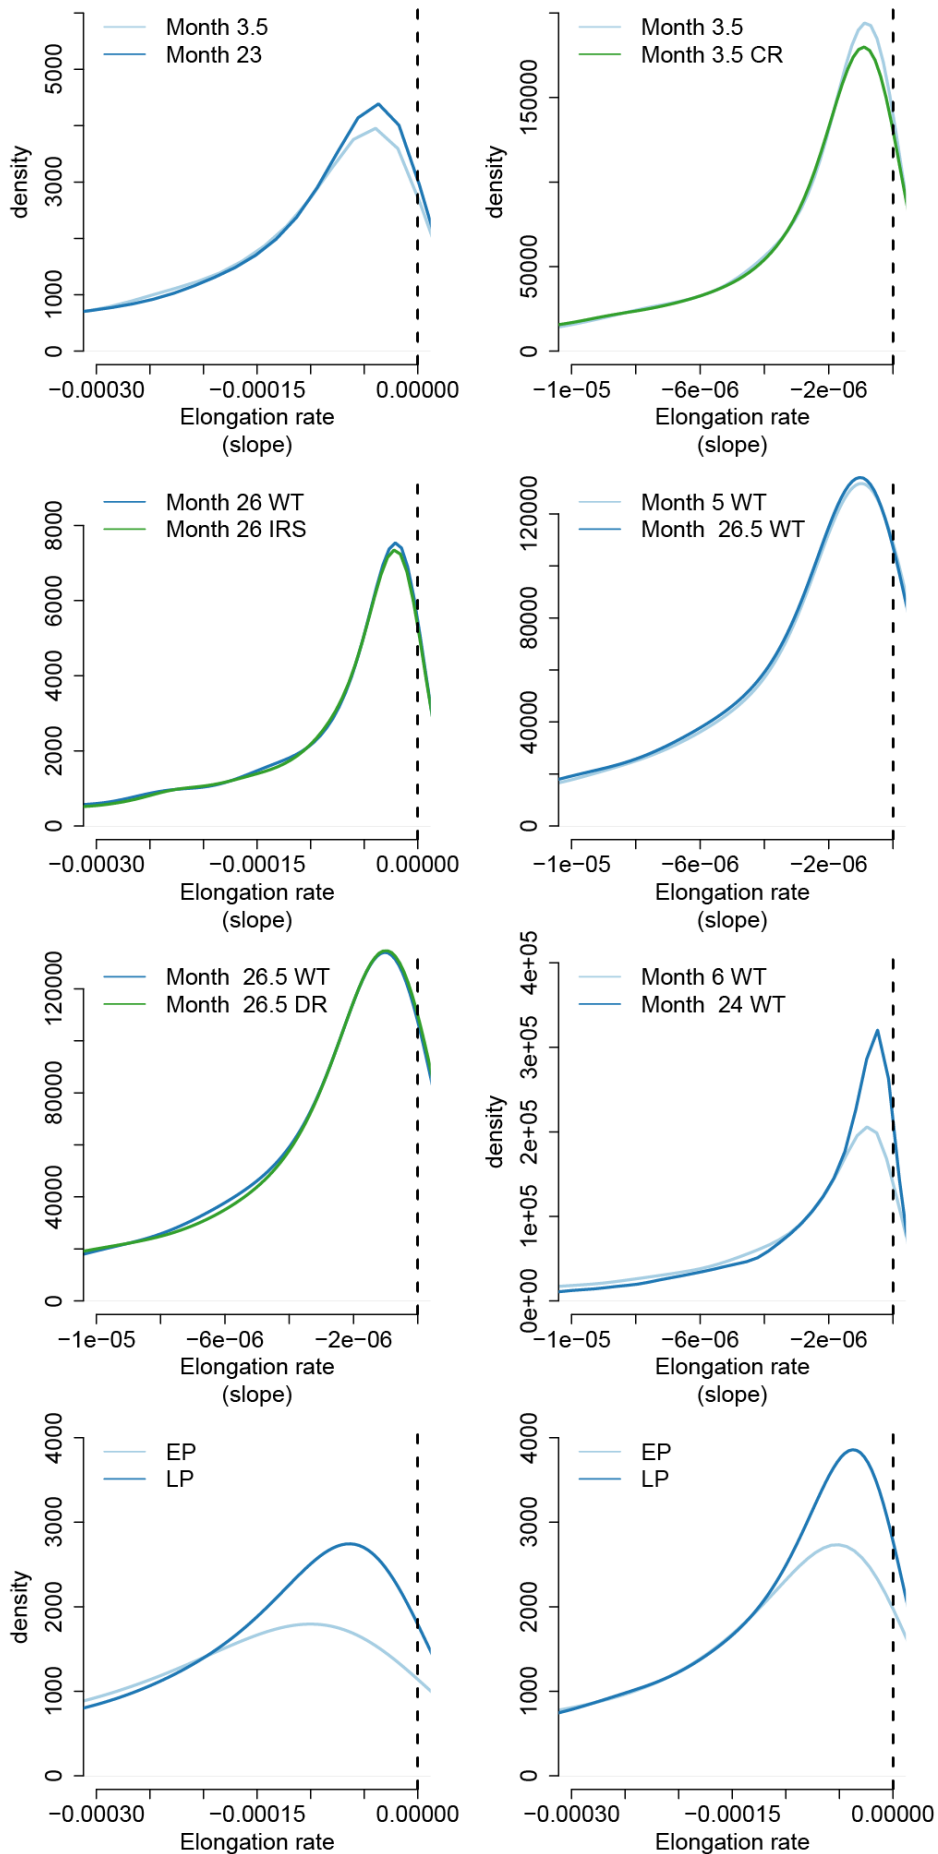 Month 3.5
Month 23
density
0
1000
3000
5000
−0.00030
−0.00015
0.00000
Elongation rate
(slope)
Month 3.5
Month 3.5 CR
density
0
50000
150000
−1e−05
−6e−06
−2e−06
Elongation rate
(slope)
Month 26 WT
Month 26 IRS
0
2000
4000
6000
8000
−0.00030
−0.00015
0.00000
Elongation rate
(slope)
Month 5 WT
Month 26.5 WT
0
40000
80000
120000
−1e−05
−6e−06
−2e−06
Elongation rate
(slope)
Month 26.5 WT
Month 26.5 DR
0
40000
80000
120000
−1e−05
−6e−06
−2e−06
Elongation rate
(slope)
Month 6 WT
Month 24 WT
density
0e+00
1e+05
2e+05
3e+05
4e+05
−1e−05
−6e−06
−2e−06
Elongation rate
(slope)
EP
LP
density
0
1000
2000
3000
4000
−0.00030
−0.00015
0.00000
Elongation rate
EP
LP
0
1000
2000
3000
4000
−0.00030
−0.00015
0.00000
Elongation rate